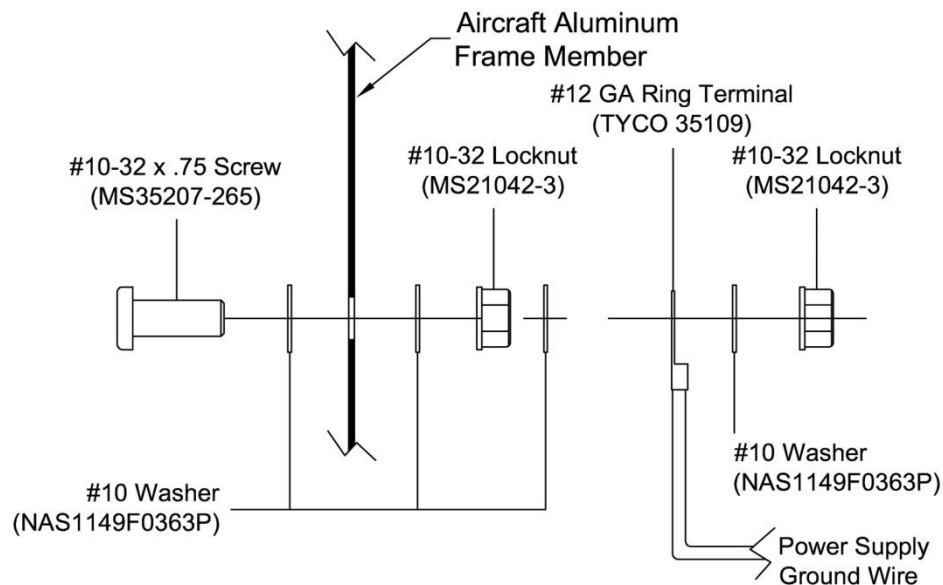 Aircraft Aluminum
Frame Member
#12 GA Ring Terminal
(TYCO 35109)
#10-32 x .75 Screw
(MS35207-265)
#10-32 Locknut
(MS21042-3)
#10-32 Locknut
(MS21042-3)
#10 Washer
(NAS1149F0363P)
#10 Washer
(NAS1149F0363P)
Power Supply
Ground Wire